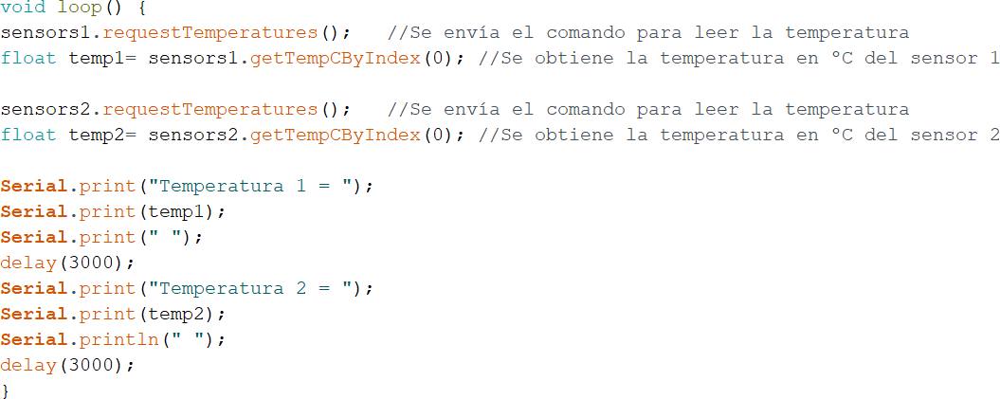 void loop() {
sensors1.requestTemperatures();   //Se envía el comando para leer la temperatura
float temp1= sensors1.getTempCByIndex(0); //Se obtiene la temperatura en ºC del sensor 1
sensors2.requestTemperatures();   //Se envía el comando para leer la temperatura
float temp2= sensors2.getTempCByIndex(0); //Se obtiene la temperatura en ºC del sensor 2
Serial.print("Temperatura 1 = ");
Serial.print(temp1);
Serial.print(" ");
delay(3000);
Serial.print("Temperatura 2 = ");
Serial.print(temp2);
Serial.println(" ");
delay(3000);
}